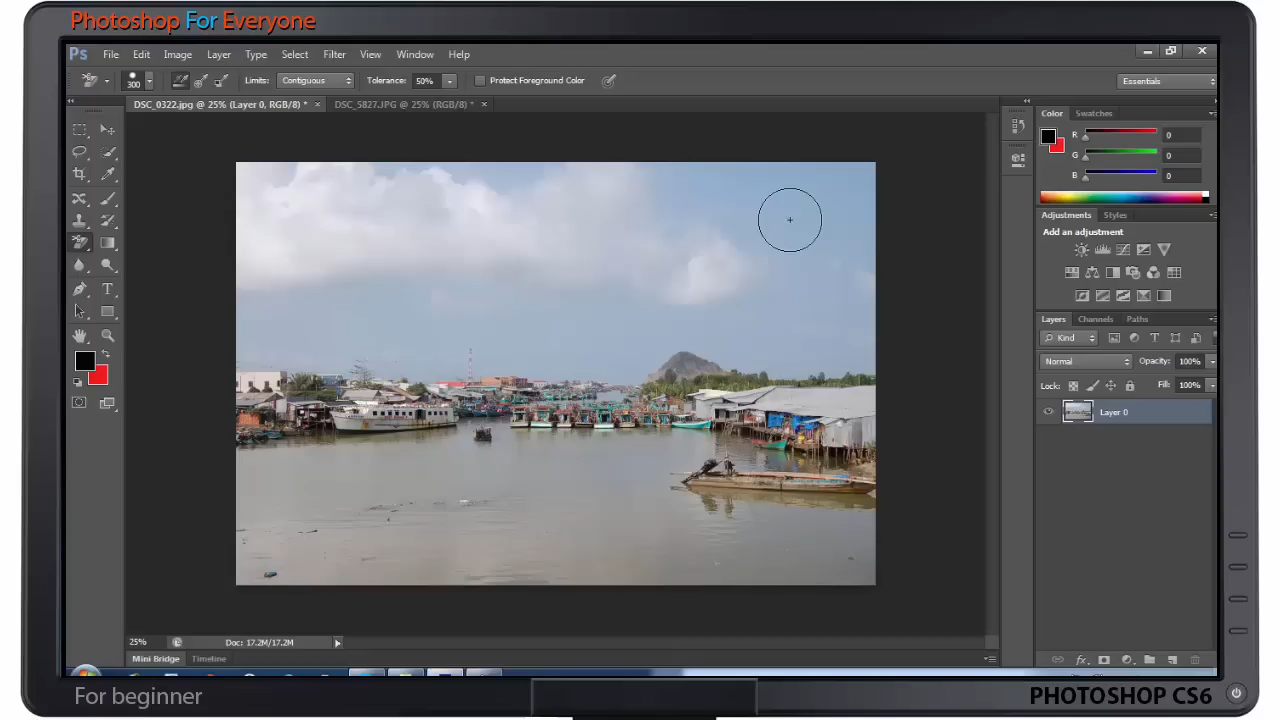 Photoshop For Everyone
Ps File Edit Image Layer Type Select Filter View Window Help
300 Limits: Contiguous Tolerance: 50% Protect Foreground Color Essentials
DSC_0322.jpg @ 25% (Layer 0, RGB/8) * × DSC_5827.JPG @ 25% (RGB/8) * ×
Color Swatches
R 0
G 0
B 0
Adjustments Styles
Add an adjustment
Layers Channels Paths
Kind
Normal Opacity: 100%
Lock: Fill: 100%
Layer 0
25% Doc: 17.2M/17.2M
Mini Bridge Timeline
For beginner PHOTOSHOP CS6